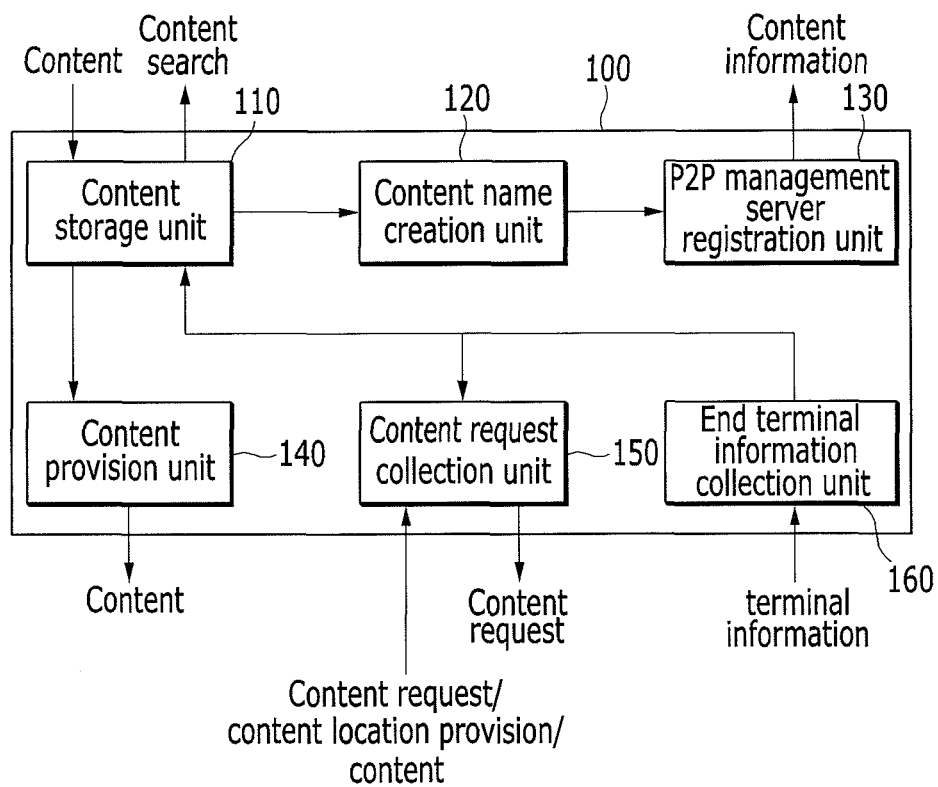 Content
Content
search
Content
information
100
110
120
130
Content
storage unit
Content name
creation unit
P2P management
server
registration unit
Content
provision unit
140
Content request
collection unit
150
End terminal
information
collection unit
160
Content
Content
request
terminal
information
Content request/
content location provision/
content